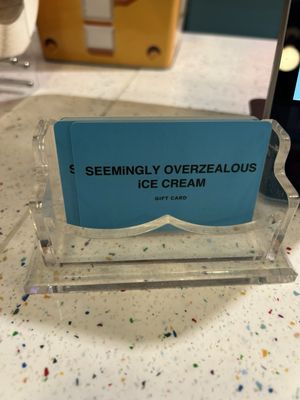 SEEMiNGLY OVERZEALOUS
iCE CREAM
GiFT CARD
S